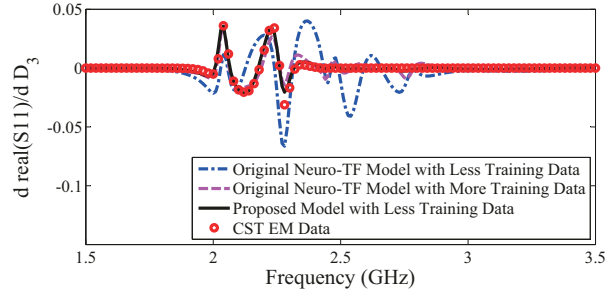 d real(S11)/d D3
0.05
0
-0.05
-0.1
Original Neuro-TF Model with Less Training Data
Original Neuro-TF Model with More Training Data
Proposed Model with Less Training Data
CST EM Data
1.5 2 2.5 3 3.5
Frequency (GHz)